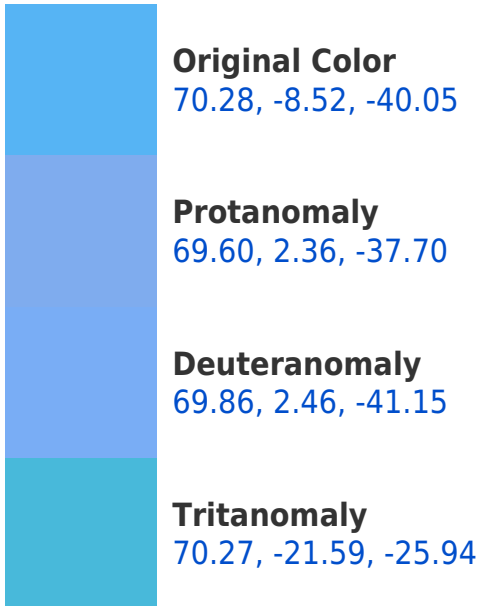 Original Color
70.28, -8.52, -40.05
Protanomaly
69.60, 2.36, -37.70
Deuteranomaly
69.86, 2.46, -41.15
Tritanomaly
70.27, -21.59, -25.94